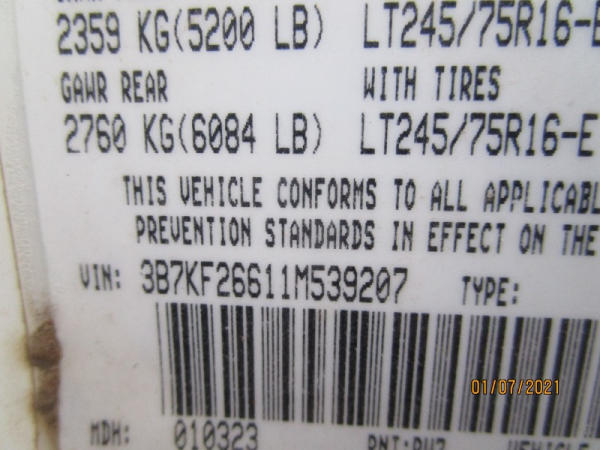 2359 KG(5200 LB) LT245/75R16-E
GAWR REAR WITH TIRES
2760 KG(6084 LB) LT245/75R16-E
THIS VEHICLE CONFORMS TO ALL APPLICABL
PREVENTION STANDARDS IN EFFECT ON THE
VIN: 3B7KF26611M539207 TYPE:
01/07/2021
MDH: 010323